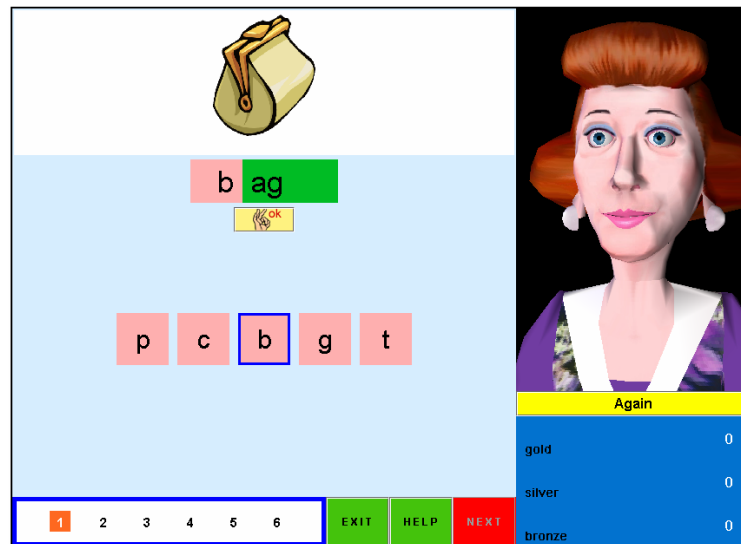 b ag
ok
p c b g t
Again
gold 0
silver 0
bronze 0
1 2 3 4 5 6 EXIT HELP NEXT